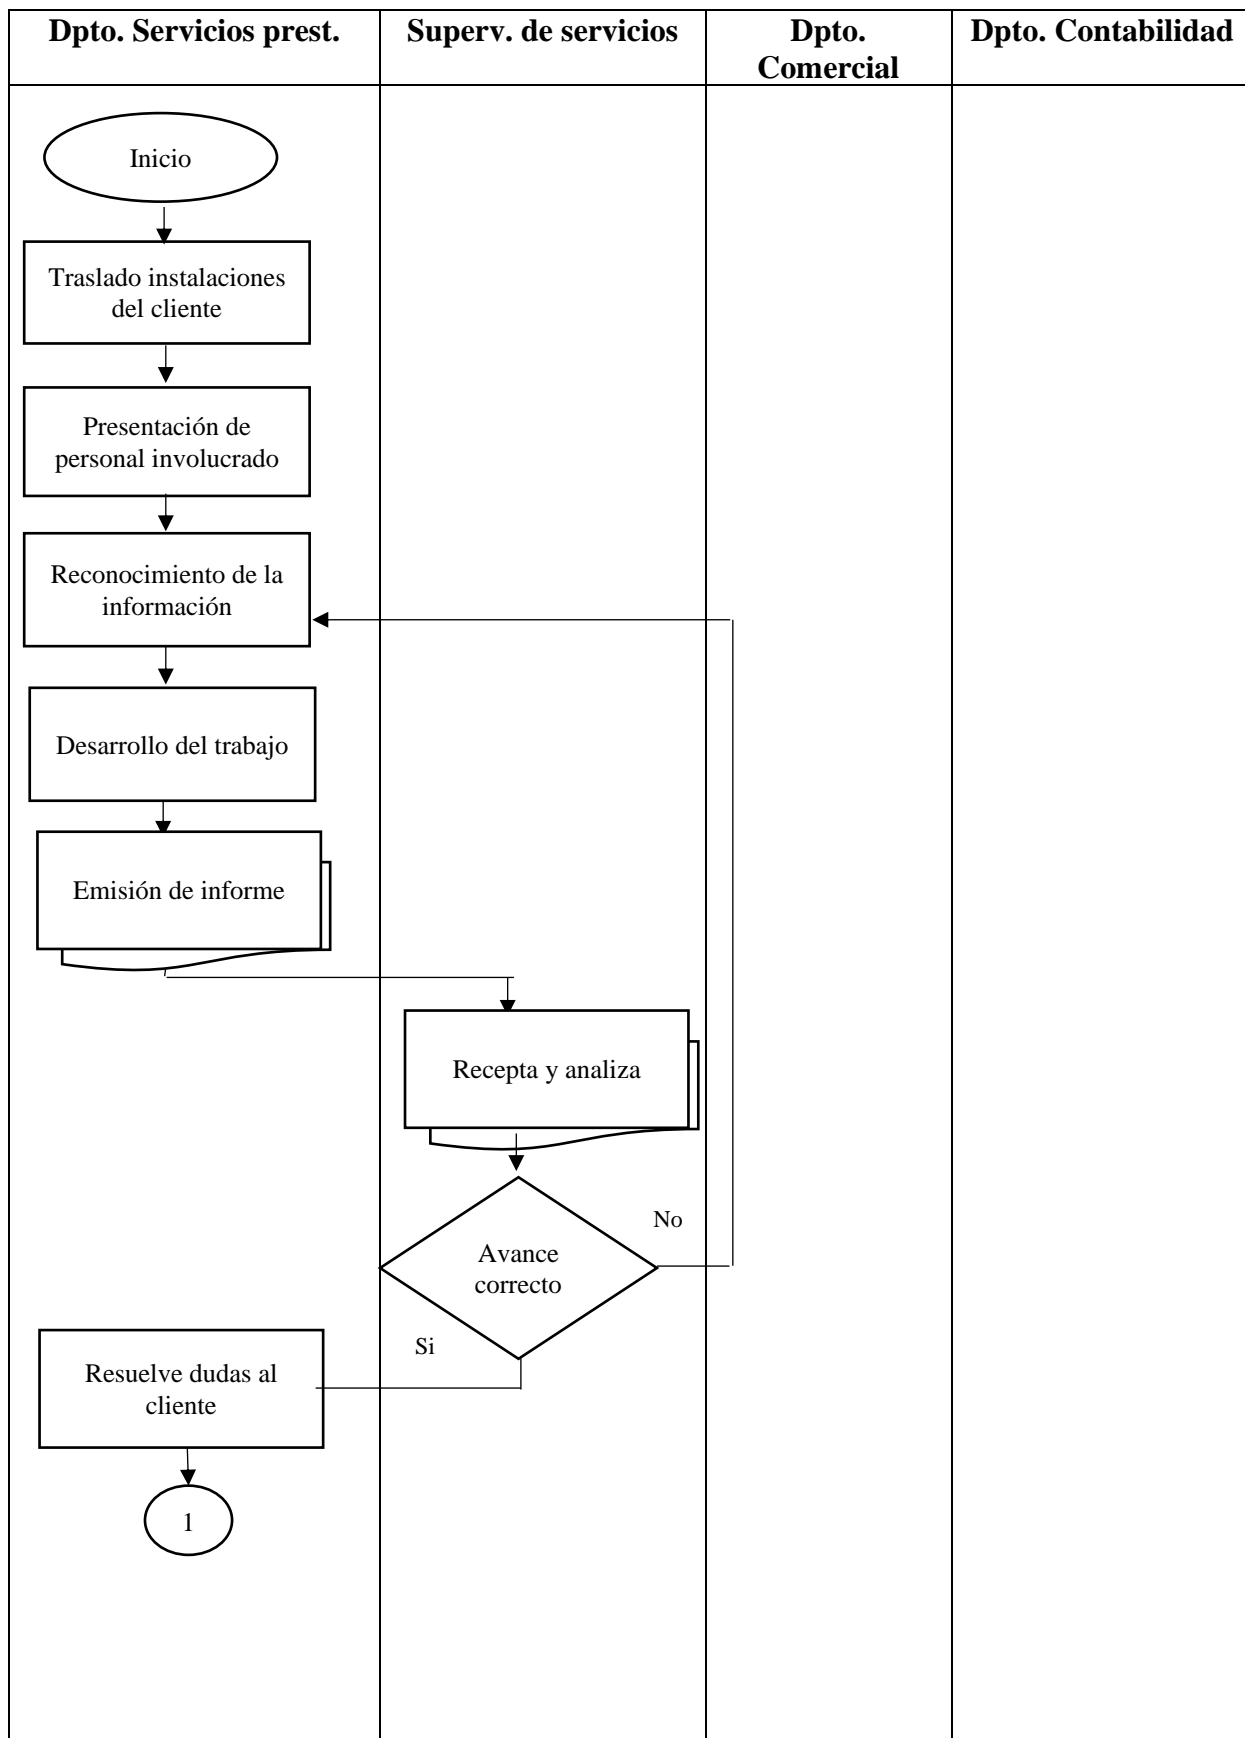 Dpto. Servicios prest.
Superv. de servicios
Dpto.
Comercial
Dpto. Contabilidad
Inicio
Traslado instalaciones
del cliente
Presentación de
personal involucrado
Reconocimiento de la
información
Desarrollo del trabajo
Emisión de informe
Recepta y analiza
No
Avance
correcto
Si
Resuelve dudas al
cliente
1